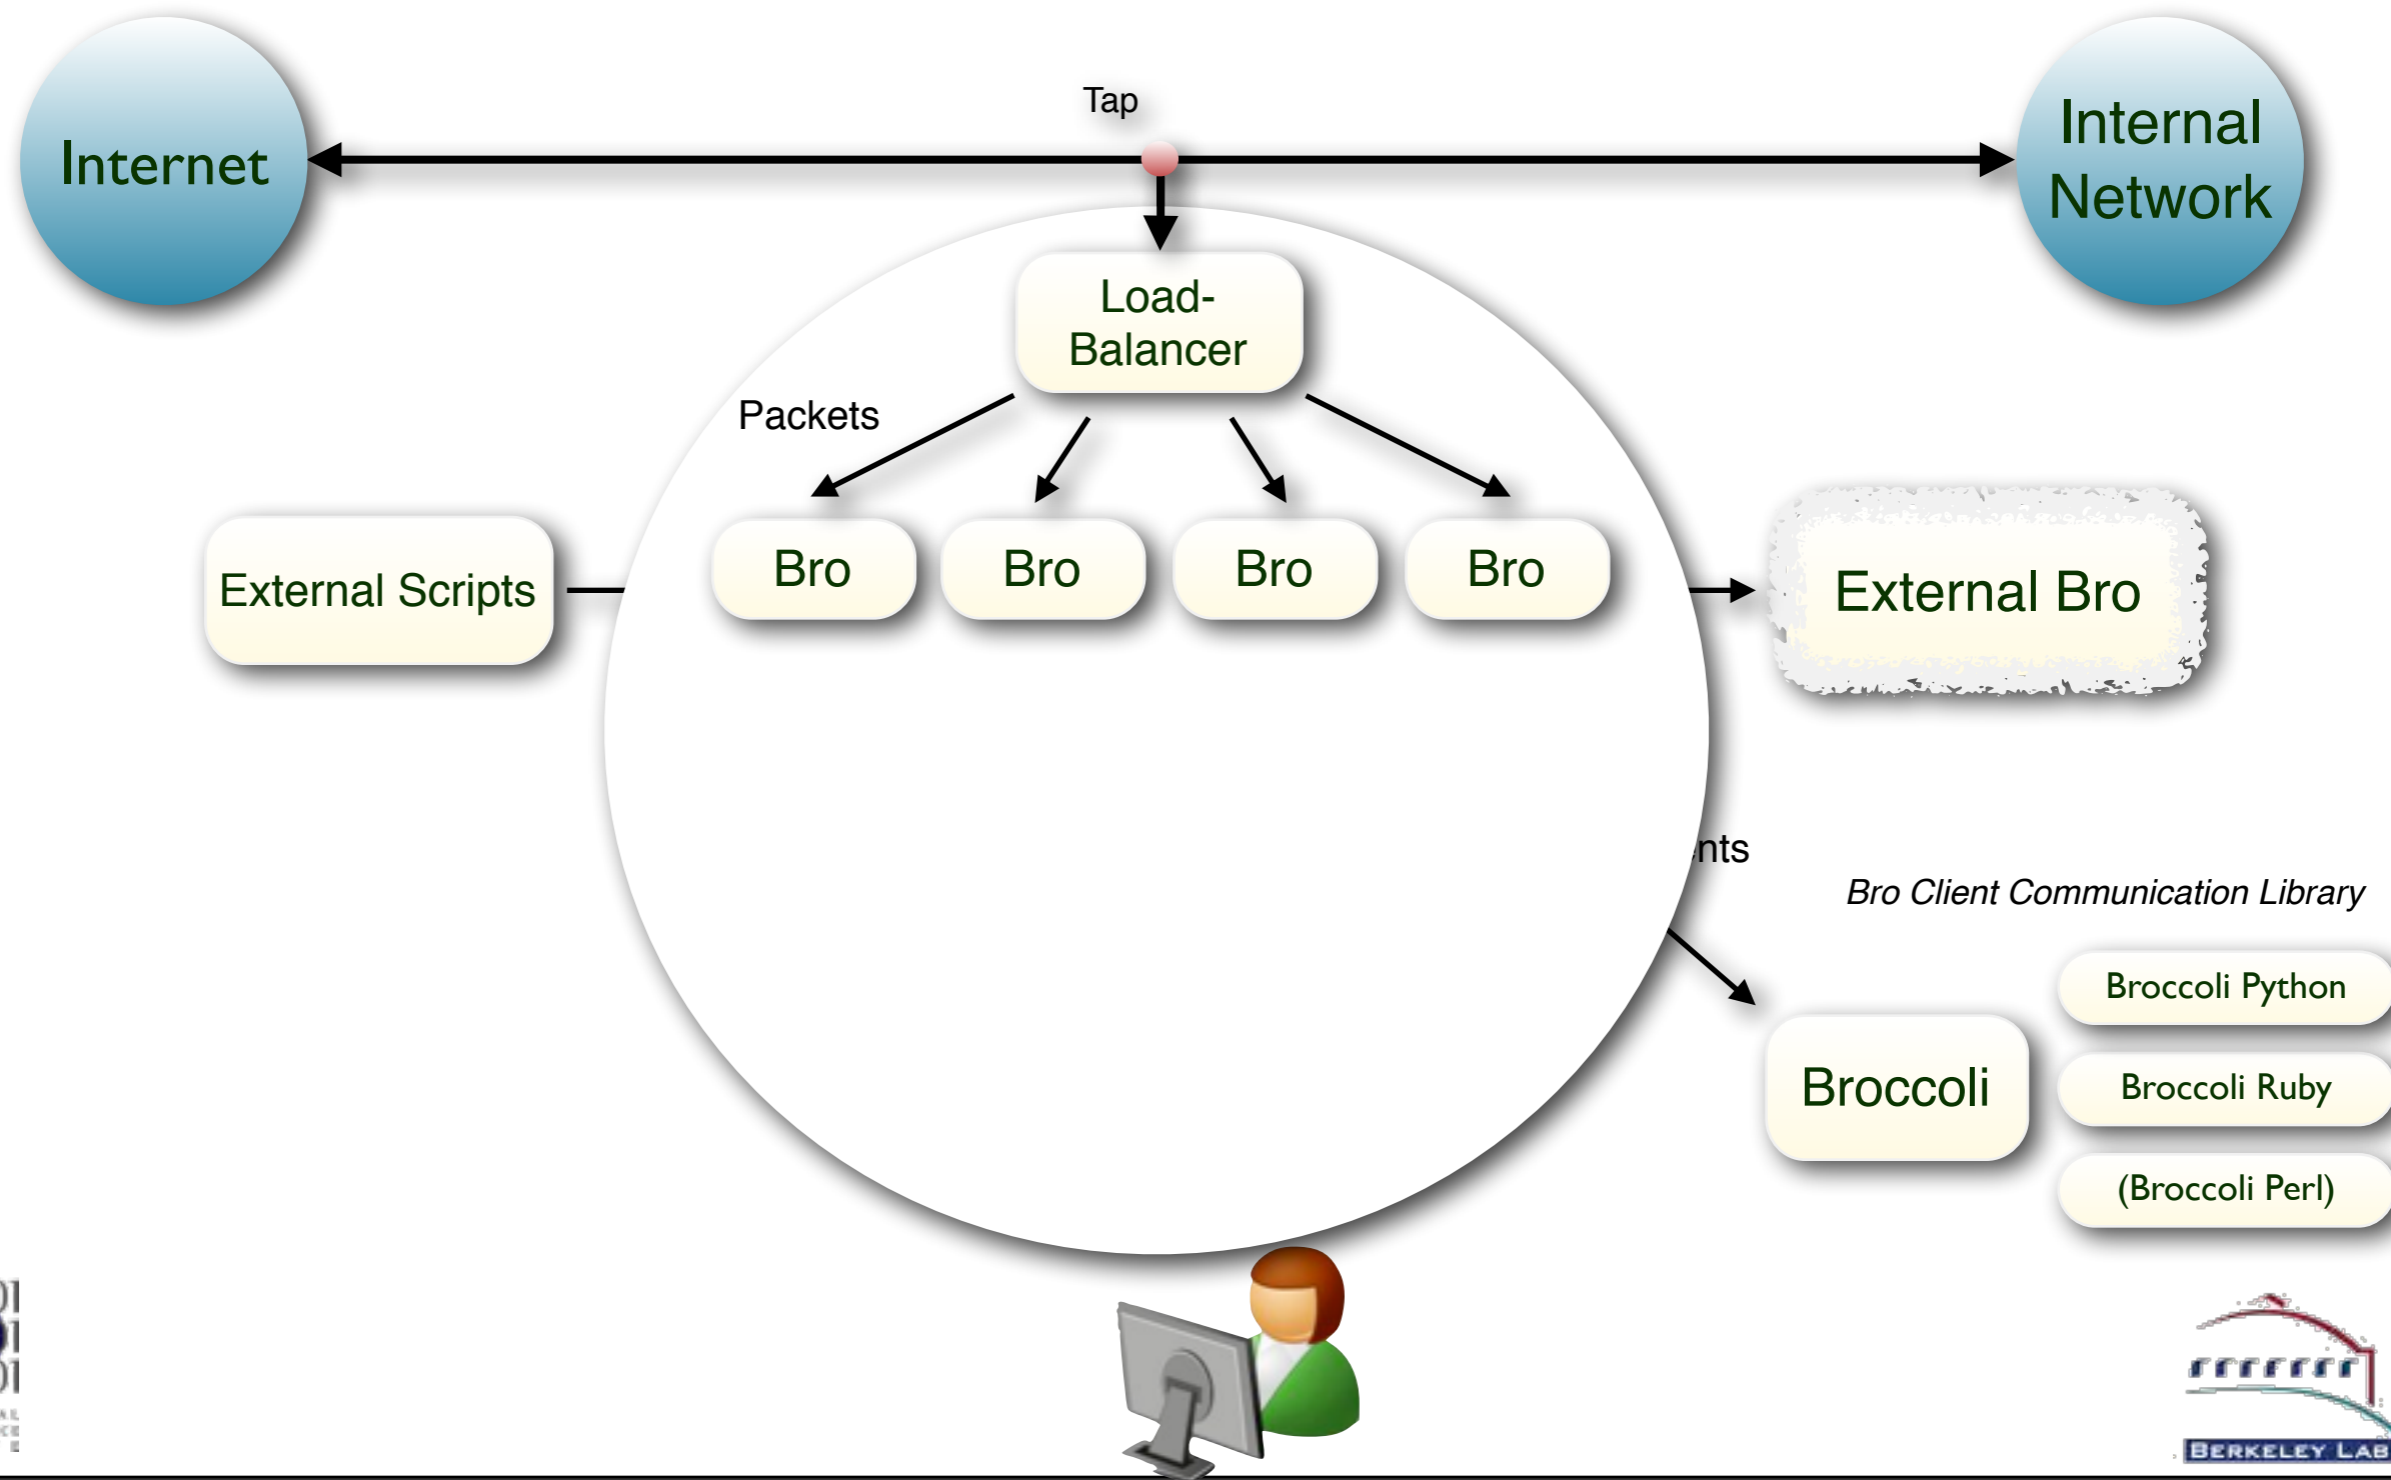 Tap
Internet
Internal
Network
Load-
Balancer
Packets
External Scripts
Bro
Bro
Bro
Bro
External Bro
nts
Bro Client Communication Library
Broccoli Python
Broccoli
Broccoli Ruby
(Broccoli Perl)
BERKELEY LAB